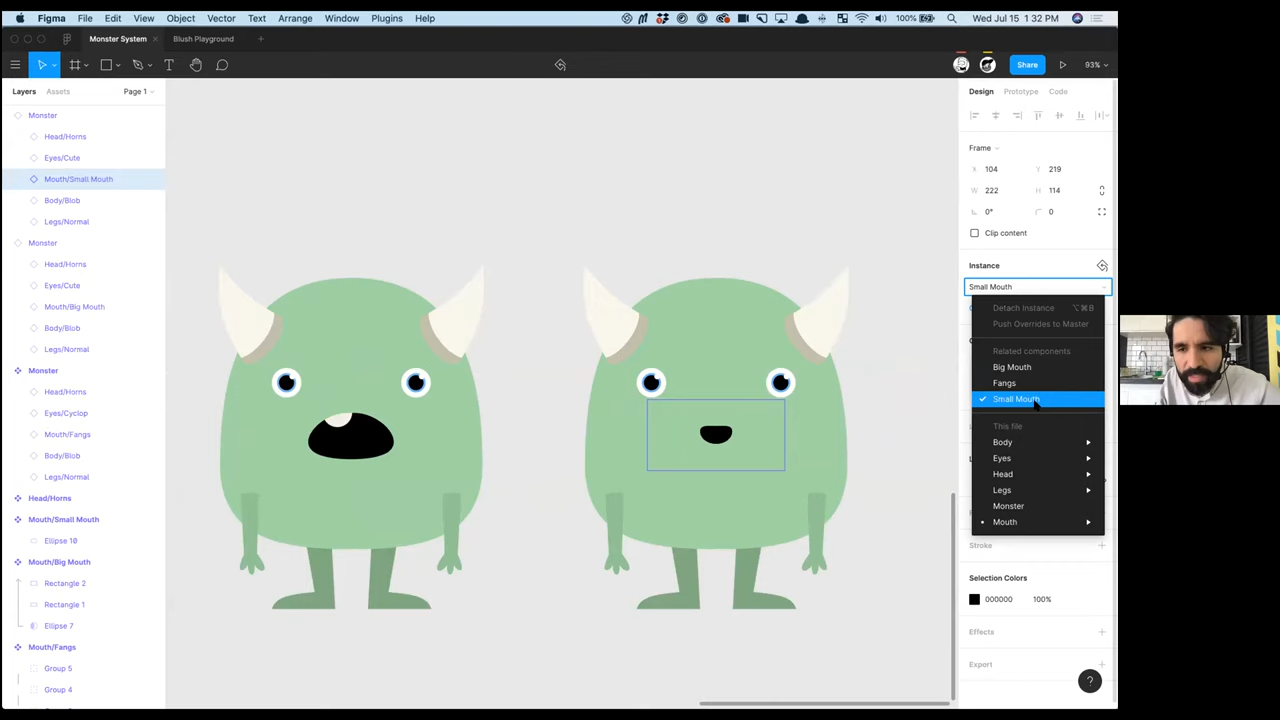 Figma File Edit View Object Vector Text Arrange Window Plugins Help 100% Wed Jul 15 1:32 PM
Monster System Blush Playground
Share 93%
Layers Assets Page 1
Monster
Head/Horns
Eyes/Cute
Mouth/Small Mouth
Body/Blob
Legs/Normal
Monster
Head/Horns
Eyes/Cute
Mouth/Big Mouth
Body/Blob
Legs/Normal
Monster
Head/Horns
Eyes/Cyclop
Mouth/Fangs
Body/Blob
Legs/Normal
Head/Horns
Mouth/Small Mouth
Ellipse 10
Mouth/Big Mouth
Rectangle 2
Rectangle 1
Ellipse 7
Mouth/Fangs
Group 5
Group 4
Design Prototype Code
Frame
X 104 Y 219
W 222 H 114
0° 0
Clip content
Instance
Small Mouth
Detach Instance ⌥⌘B
Push Overrides to Master
Related components
Big Mouth
Fangs
Small Mouth
This file
Body
Eyes
Head
Legs
Monster
Mouth
Stroke
Selection Colors
000000 100%
Effects
Export
?